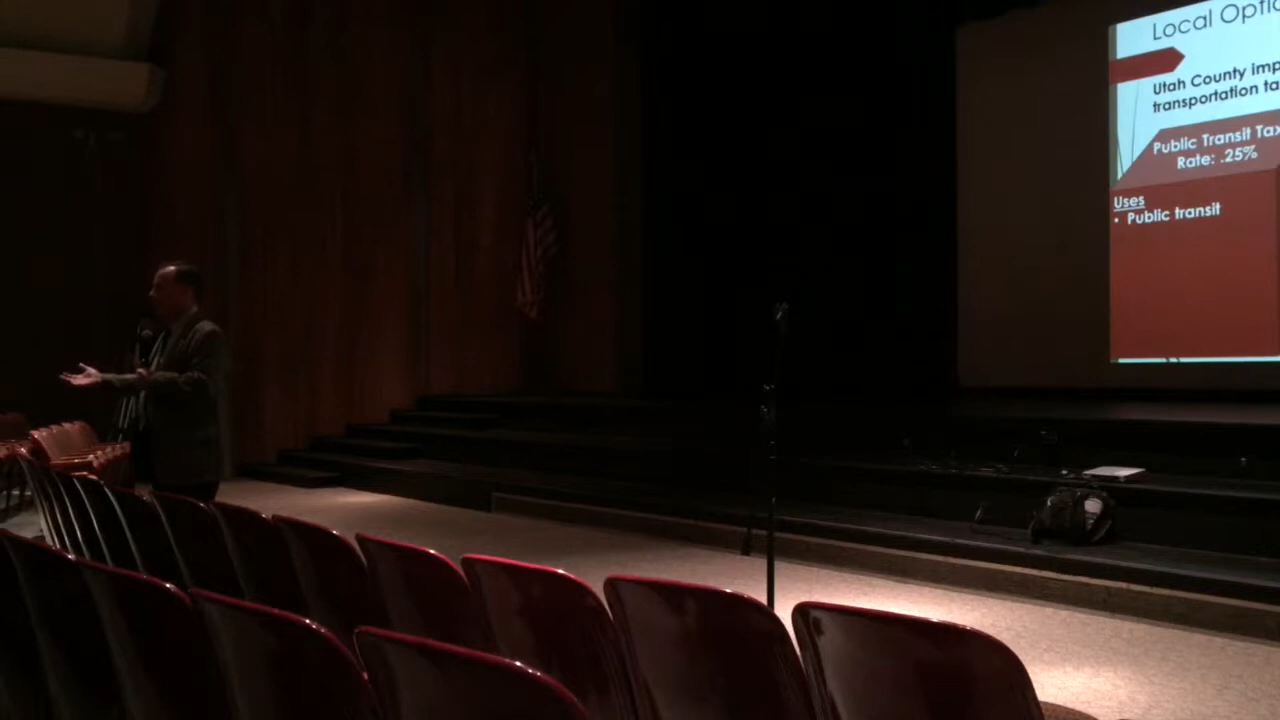 Local Optio
Utah County imp
transportation ta
Public Transit Tax
Rate: .25%
Uses
• Public transit